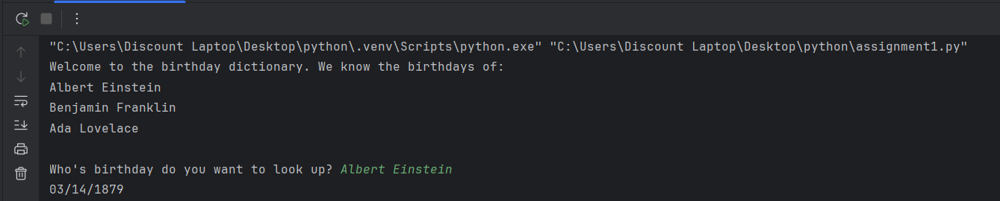 "C:\Users\Discount Laptop\Desktop\python\.venv\Scripts\python.exe" "C:\Users\Discount Laptop\Desktop\python\assignment1.py"
Welcome to the birthday dictionary. We know the birthdays of:
Albert Einstein
Benjamin Franklin
Ada Lovelace
Who's birthday do you want to look up? Albert Einstein
03/14/1879